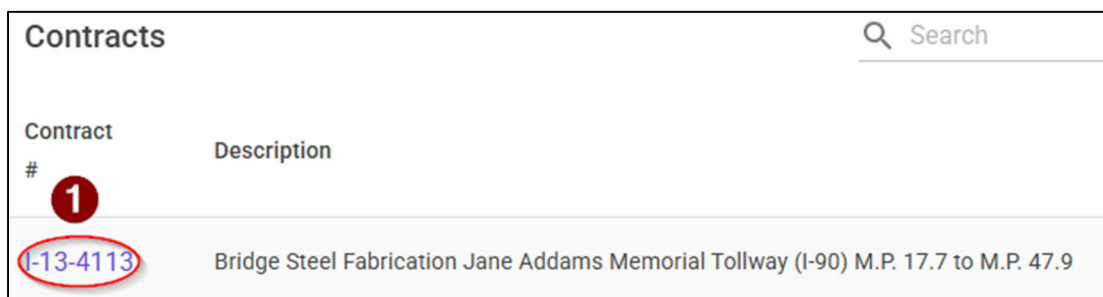 Contracts
Search
Contract
#
Description
1
I-13-4113
Bridge Steel Fabrication Jane Addams Memorial Tollway (I-90) M.P. 17.7 to M.P. 47.9